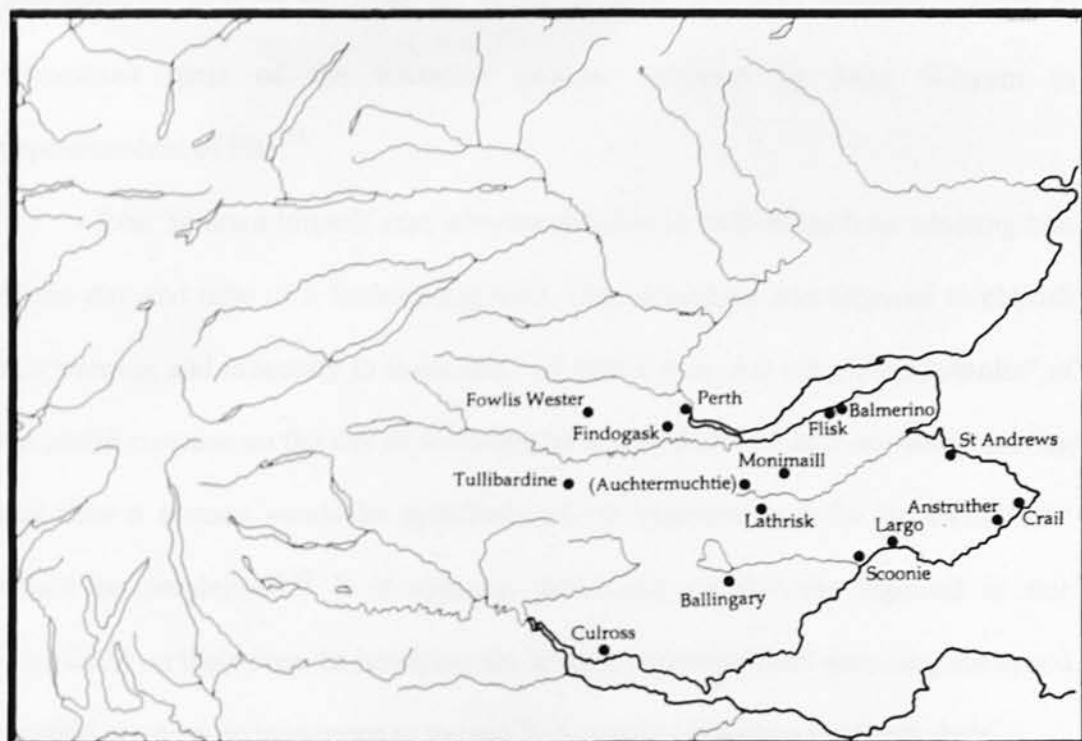 Perth
Fowlis Wester
Balmerino
Findogask
Flisk
St Andrews
Monimaill
Tullibardine
(Auchtermuchtie)
Anstruther
Lathrisk
Largo
Crail
Scoonie
Ballingary
Culross